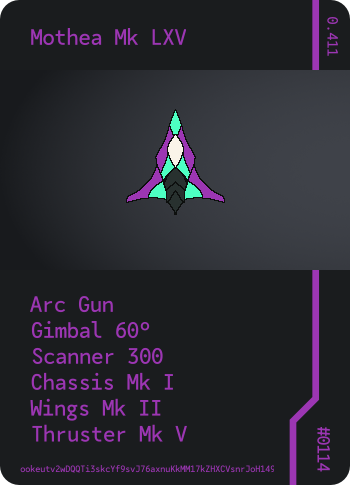 Mothea Mk LXV
0.411
Arc Gun
Gimbal 60°
Scanner 300
Chassis Mk I
Wings Mk II
Thruster Mk V
#0114
ookeutv2wDQQTi3skcYf9svJ76axnuKkMM17kZHXCVsnrJoH149